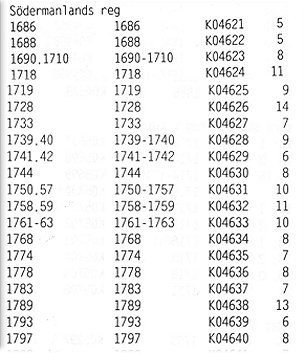 Södermanlands reg
1686 1686 K04621 5
1688 1688 K04622 5
1690.1710 1690-1710 K04623 8
1718 1718 K04624 11
1719 1719 K04625 9
1728 1728 K04626 14
1733 1733 K04627 7
1739.40 1739-1740 K04628 9
1741.42 1741-1742 K04629 6
1744 1744 K04630 8
1750.57 1750-1757 K04631 10
1758.59 1758-1759 K04632 11
1761-63 1761-1763 K04633 10
1768 1768 K04634 8
1774 1774 K04635 7
1778 1778 K04636 8
1783 1783 K04637 7
1789 1789 K04638 13
1793 1793 K04639 6
1797 1797 K04640 8